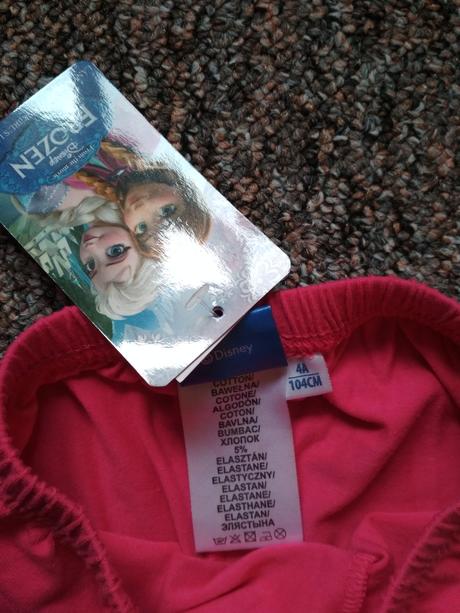 FROZEN
Disney
© Disney
4A
104CM
COTTON/
BAWEŁNA/
COTONE/
ALGODÓN/
COTON/
BAVLNA/
BUMBAC/
ХЛОПОК
5%
ELASZTÁN/
ELASTANE/
ELASTYCZNY/
ELASTAN/
ELASTANE/
ELASTHANE/
ELASTAN/
ЭЛЯСТЫНА